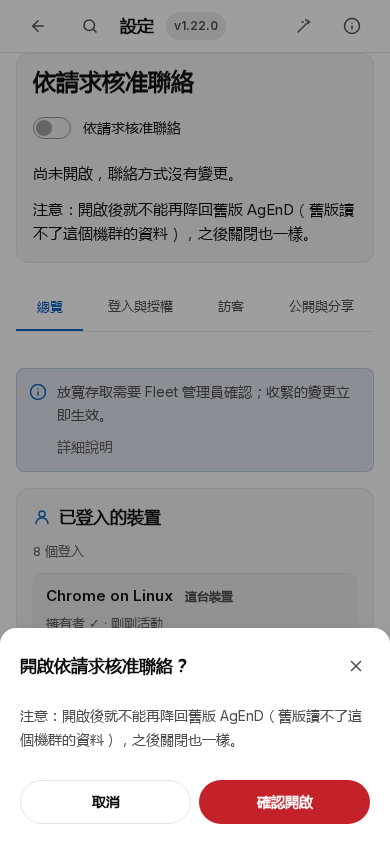 設定 v1.22.0
依請求核准聯絡
依請求核准聯絡
尚未開啟，聯絡方式沒有變更。
注意：開啟後就不能再降回舊版 AgEnD（舊版讀
不了這個機群的資料），之後關閉也一樣。
總覽 登入與授權 訪客 公開與分享
放寬存取需要 Fleet 管理員確認；收緊的變更立
即生效。
詳細說明
已登入的裝置
8 個登入
Chrome on Linux 這台裝置
擁有者 ✓ · 剛剛活動
開啟依請求核准聯絡？
注意：開啟後就不能再降回舊版 AgEnD（舊版讀不了這
個機群的資料），之後關閉也一樣。
取消 確認開啟